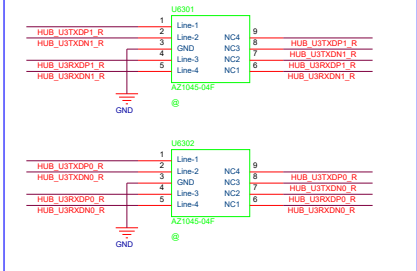 U6301
1 Line-1
HUB_U3TXDP1_R 2 Line-2 NC4 9
HUB_U3TXDN1_R 3 GND NC3 8 HUB_U3TXDP1_R
4 Line-3 NC2 7 HUB_U3TXDN1_R
HUB_U3RXDP1_R 5 Line-4 NC1 6 HUB_U3RXDP1_R
HUB_U3RXDN1_R HUB_U3RXDN1_R
AZ1045-04F
@
GND
U6302
1 Line-1
HUB_U3TXDP0_R 2 Line-2 NC4 9
HUB_U3TXDN0_R 3 GND NC3 8 HUB_U3TXDP0_R
4 Line-3 NC2 7 HUB_U3TXDN0_R
HUB_U3RXDP0_R 5 Line-4 NC1 6 HUB_U3RXDP0_R
HUB_U3RXDN0_R HUB_U3RXDN0_R
AZ1045-04F
@
GND